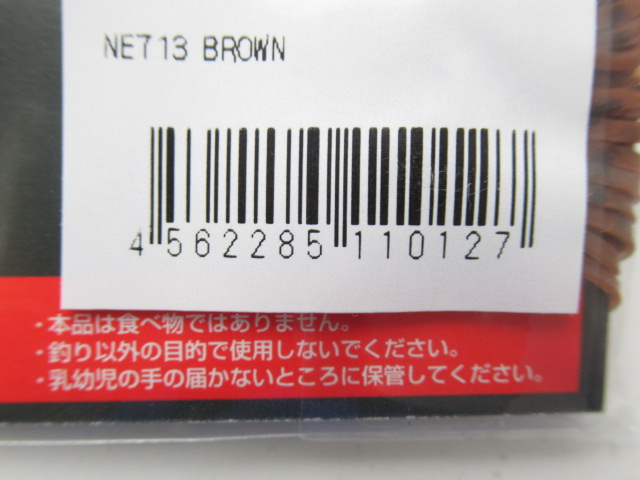 NE713 BROWN
4 562285 110127
・本品は食べ物ではありません。
・釣り以外の目的で使用しないでください。
・乳幼児の手の届かないところに保管してください。